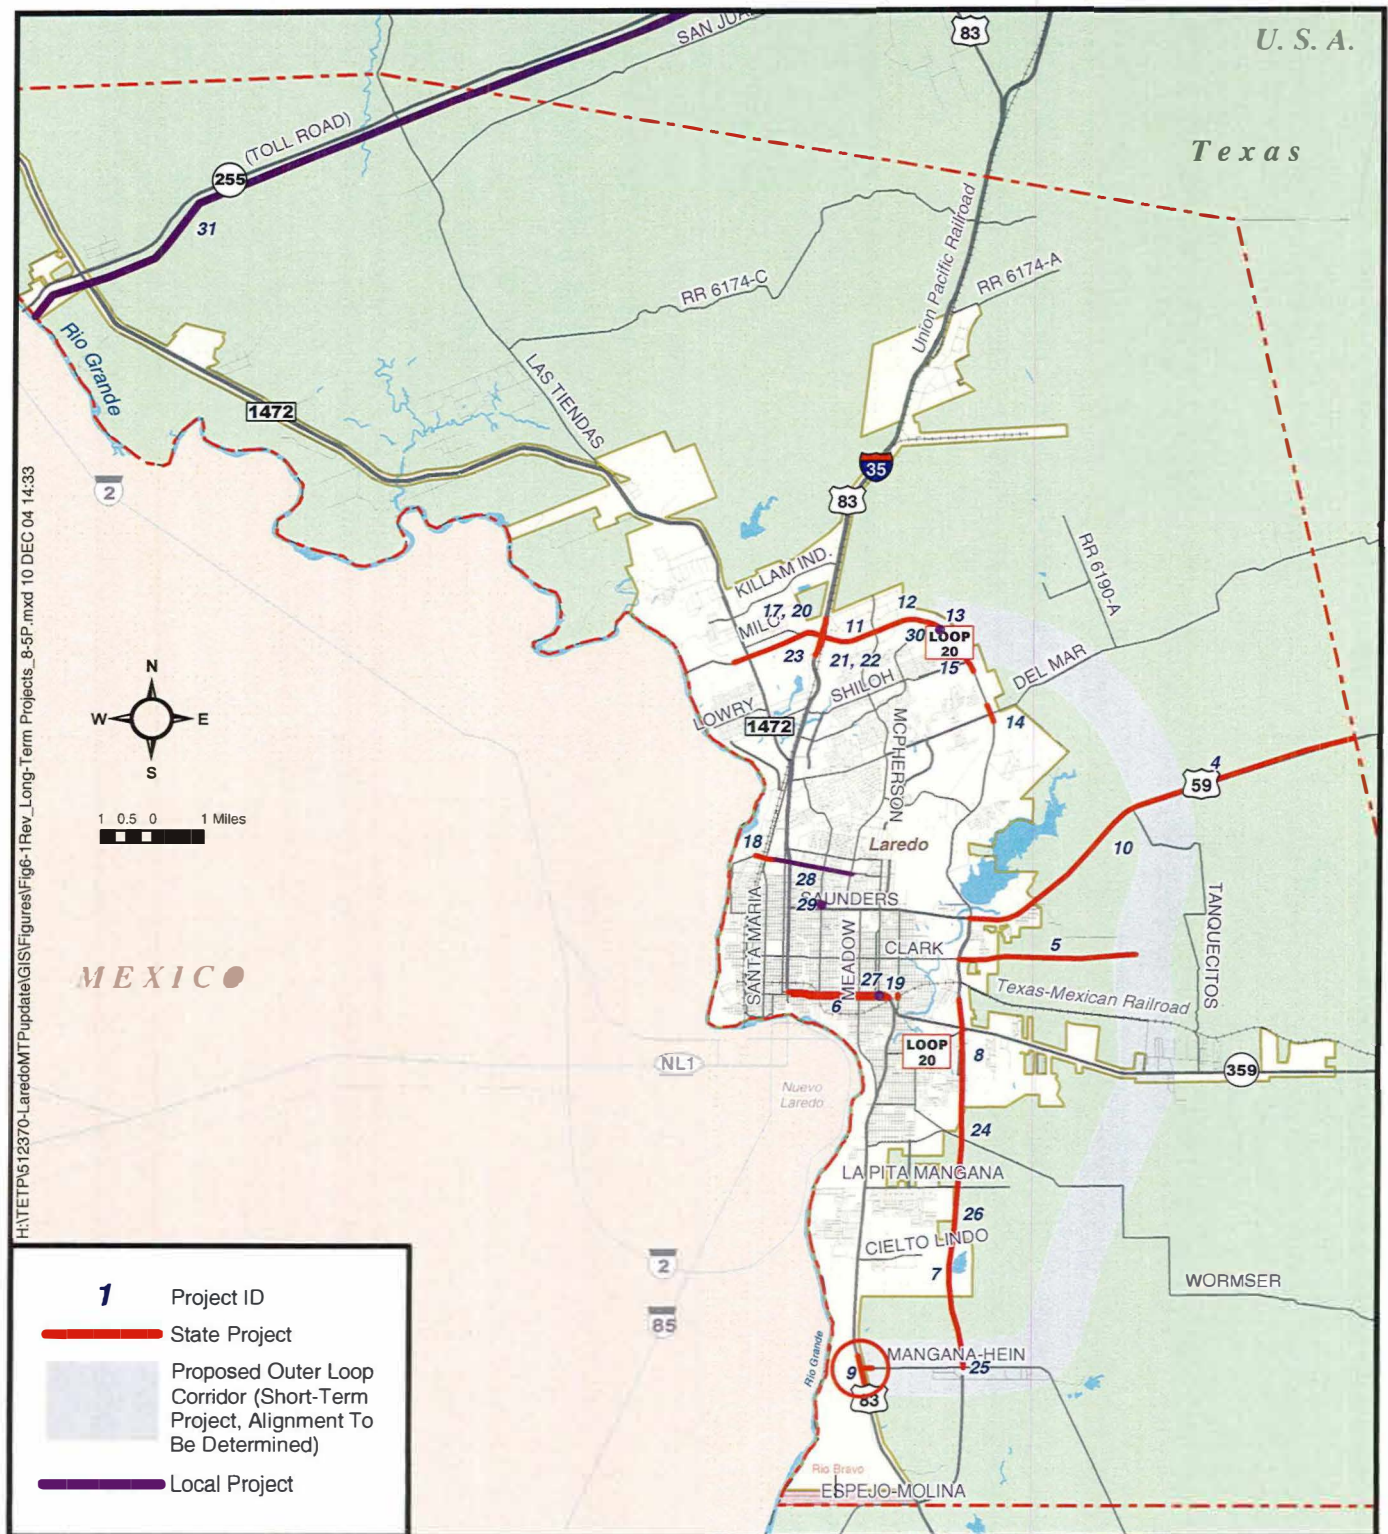 SAN JUA
83
U. S. A.
Texas
(TOLL ROAD)
255
31
Union Pacific Railroad
RR 6174-C
RR 6174-A
Rio Grande
1472
LAS TIENDAS
2
35
83
H:\TETP\512370-LaredoMTPupdate\GIS\Figures\Fig6-1Rev_Long-Term Projects_8-5P.mxd 10 DEC 04 14:33
RR 6190-A
KILLAM IND.
17, 20
MILO
11
12
13
30
LOOP
20
23
21, 22
15
SHILOH
DEL MAR
LOWRY
1472
MCPHERSON
14
N
W
E
S
1 0.5 0 1 Miles
4
59
10
18
Laredo
28
SAUNDERS
29
SANTA MARIA
MEADOW
CLARK
5
TANQUECITOS
MEXICO
27
19
6
Texas-Mexican Railroad
LOOP
20
8
359
NL1
Nuevo
Laredo
24
LA PITA MANGANA
26
CIELTO LINDO
7
2
WORMSER
85
Rio Grande
MANGANA-HEIN
25
9
83
Rio Bravo
ESPEJO-MOLINA
1 Project ID
State Project
Proposed Outer Loop
Corridor (Short-Term
Project, Alignment To
Be Determined)
Local Project